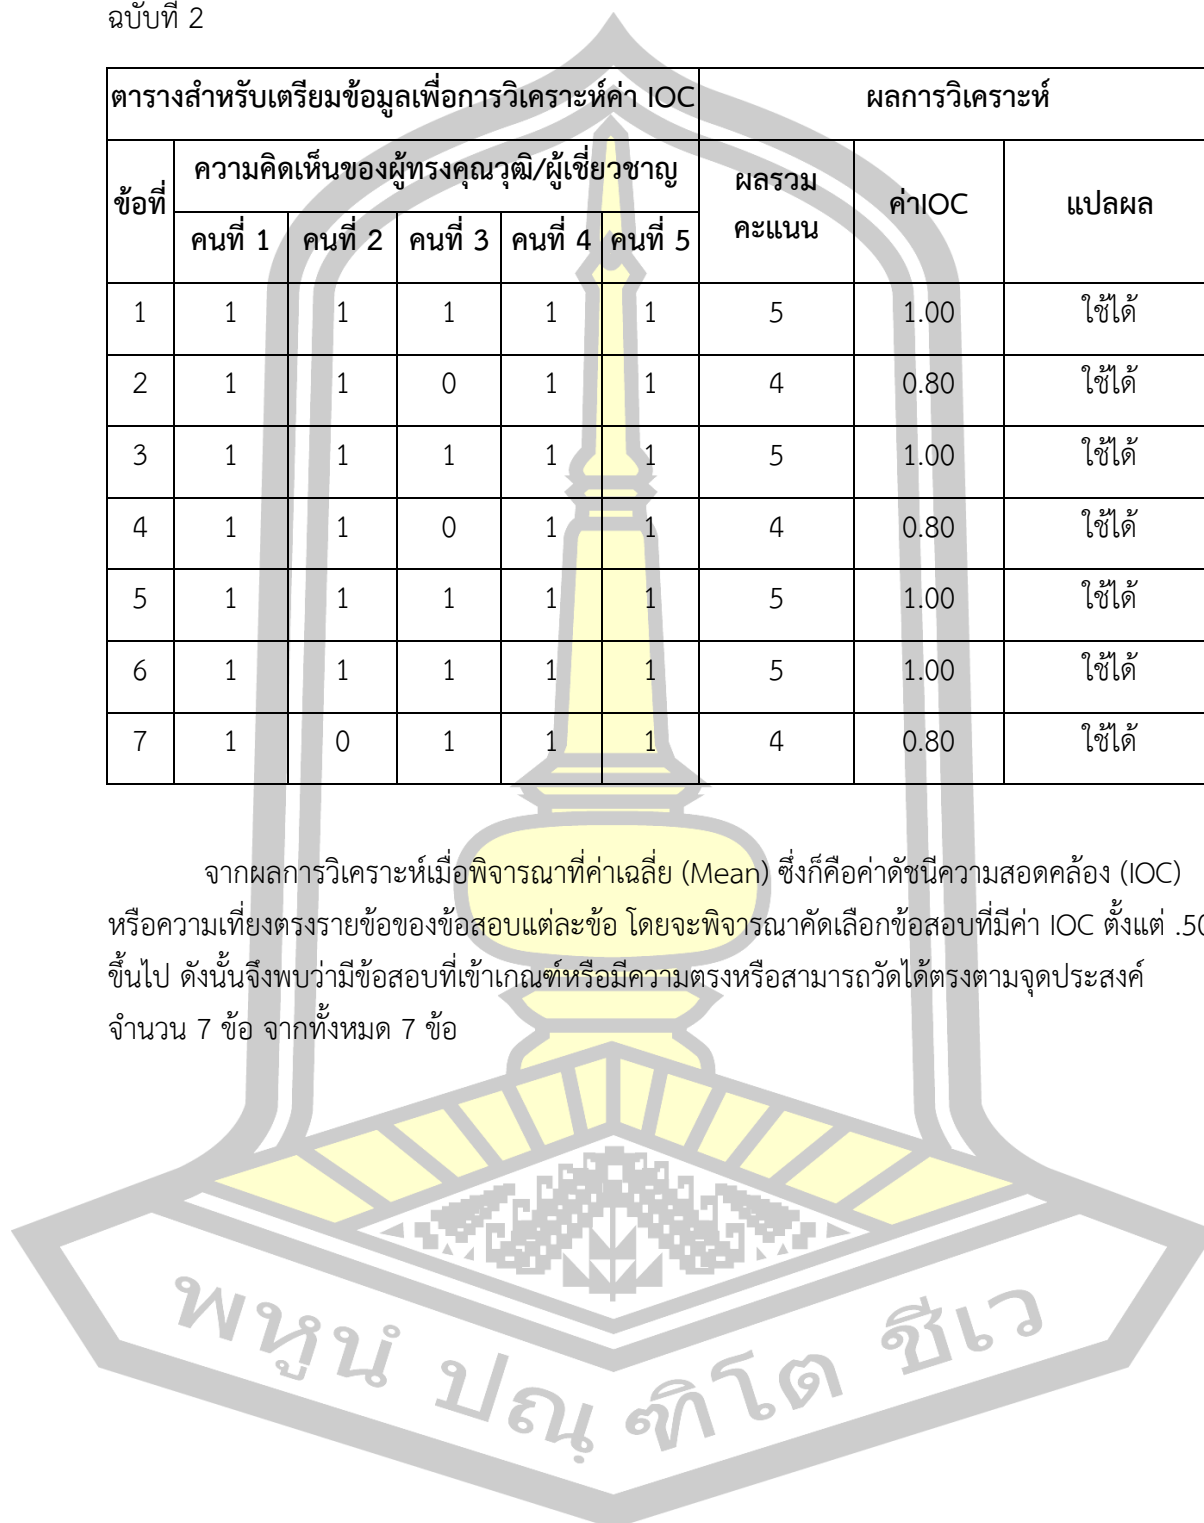 ฉบับที่ 2
ตารางสำหรับเตรียมข้อมูลเพื่อการวิเคราะห์ค่า IOC ผลการวิเคราะห์
ข้อที่ ความคิดเห็นของผู้ทรงคุณวุฒิ/ผู้เชี่ยวชาญ ผลรวม คะแนน ค่าIOC แปลผล
คนที่ 1 คนที่ 2 คนที่ 3 คนที่ 4 คนที่ 5
1 1 1 1 1 1 5 1.00 ใช้ได้
2 1 1 0 1 1 4 0.80 ใช้ได้
3 1 1 1 1 1 5 1.00 ใช้ได้
4 1 1 0 1 1 4 0.80 ใช้ได้
5 1 1 1 1 1 5 1.00 ใช้ได้
6 1 1 1 1 1 5 1.00 ใช้ได้
7 1 0 1 1 1 4 0.80 ใช้ได้
จากผลการวิเคราะห์เมื่อพิจารณาที่ค่าเฉลี่ย (Mean) ซึ่งก็คือค่าดัชนีความสอดคล้อง (IOC)
หรือความเที่ยงตรงรายข้อของข้อสอบแต่ละข้อ โดยจะพิจารณาคัดเลือกข้อสอบที่มีค่า IOC ตั้งแต่ .50
ขึ้นไป ดังนั้นจึงพบว่ามีข้อสอบที่เข้าเกณฑ์หรือมีความตรงหรือสามารถวัดได้ตรงตามจุดประสงค์
จำนวน 7 ข้อ จากทั้งหมด 7 ข้อ
พหูนํ ปณฺฑิโต ชีเว